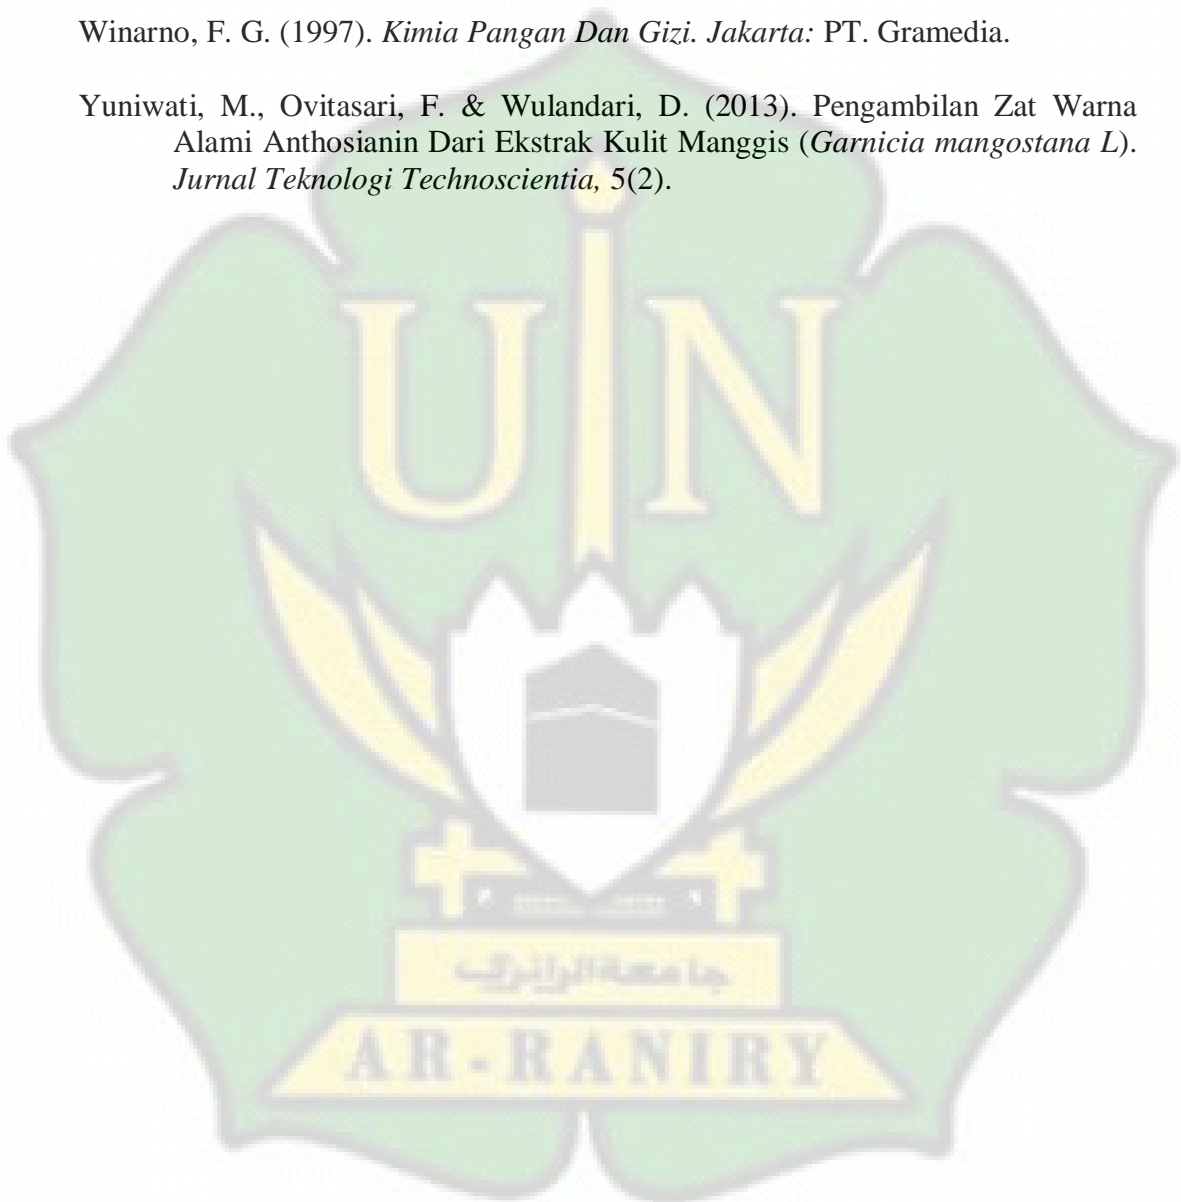 Winarno, F. G. (1997). Kimia Pangan Dan Gizi. Jakarta: PT. Gramedia.
Yuniwati, M., Ovitasari, F. & Wulandari, D. (2013). Pengambilan Zat Warna
Alami Anthosianin Dari Ekstrak Kulit Manggis (Garnicia mangostana L).
Jurnal Teknologi Technoscientia, 5(2).
UIN
جامعة الرانري
AR-RANIRY